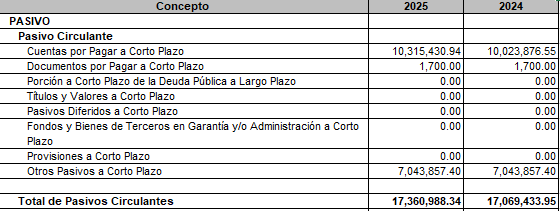 Concepto 2025 2024
PASIVO
Pasivo Circulante
Cuentas por Pagar a Corto Plazo 10,315,430.94 10,023,876.55
Documentos por Pagar a Corto Plazo 1,700.00 1,700.00
Porción a Corto Plazo de la Deuda Pública a Largo Plazo 0.00 0.00
Títulos y Valores a Corto Plazo 0.00 0.00
Pasivos Diferidos a Corto Plazo 0.00 0.00
Fondos y Bienes de Terceros en Garantía y/o Administración a Corto 0.00 0.00
Plazo
Provisiones a Corto Plazo 0.00 0.00
Otros Pasivos a Corto Plazo 7,043,857.40 7,043,857.40
Total de Pasivos Circulantes 17,360,988.34 17,069,433.95